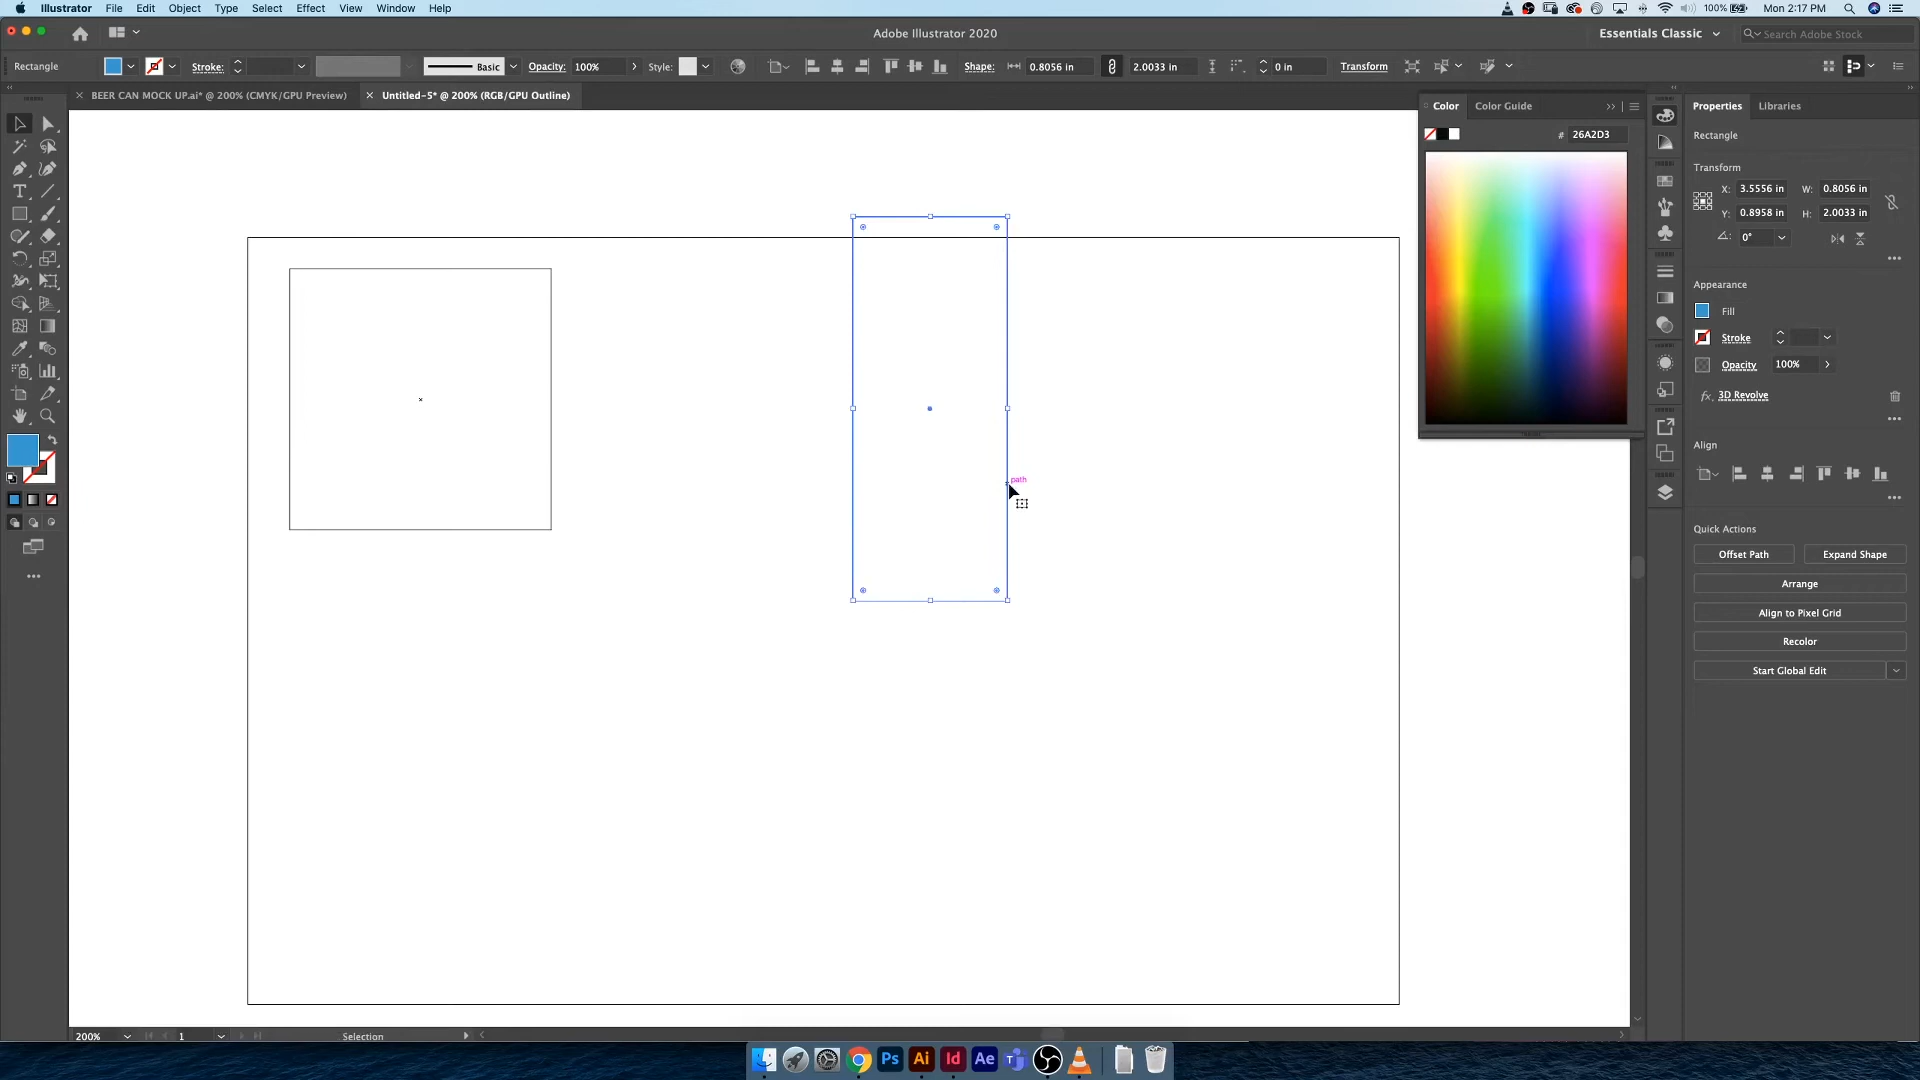 Illustrator File Edit Object Type Select Effect View Window Help
100% Mon 2:17 PM
Adobe Illustrator 2020
Essentials Classic
Search Adobe Stock
Rectangle Stroke: Basic Opacity: 100% Style: Shape: 0.8056 in 2.0033 in 0 in Transform
BEER CAN MOCK UP.ai* @ 200% (CMYK/GPU Preview)
Untitled-5* @ 200% (RGB/GPU Outline)
Color Color Guide
# 26A2D3
Properties Libraries
Rectangle
Transform
X: 3.5556 in W: 0.8056 in
Y: 0.8958 in H: 2.0033 in
0°
Appearance
Fill
Stroke
Opacity 100%
fx. 3D Revolve
Align
Quick Actions
Offset Path Expand Shape
Arrange
Align to Pixel Grid
Recolor
Start Global Edit
path
200% 1 Selection
Ps Ai Id Ae